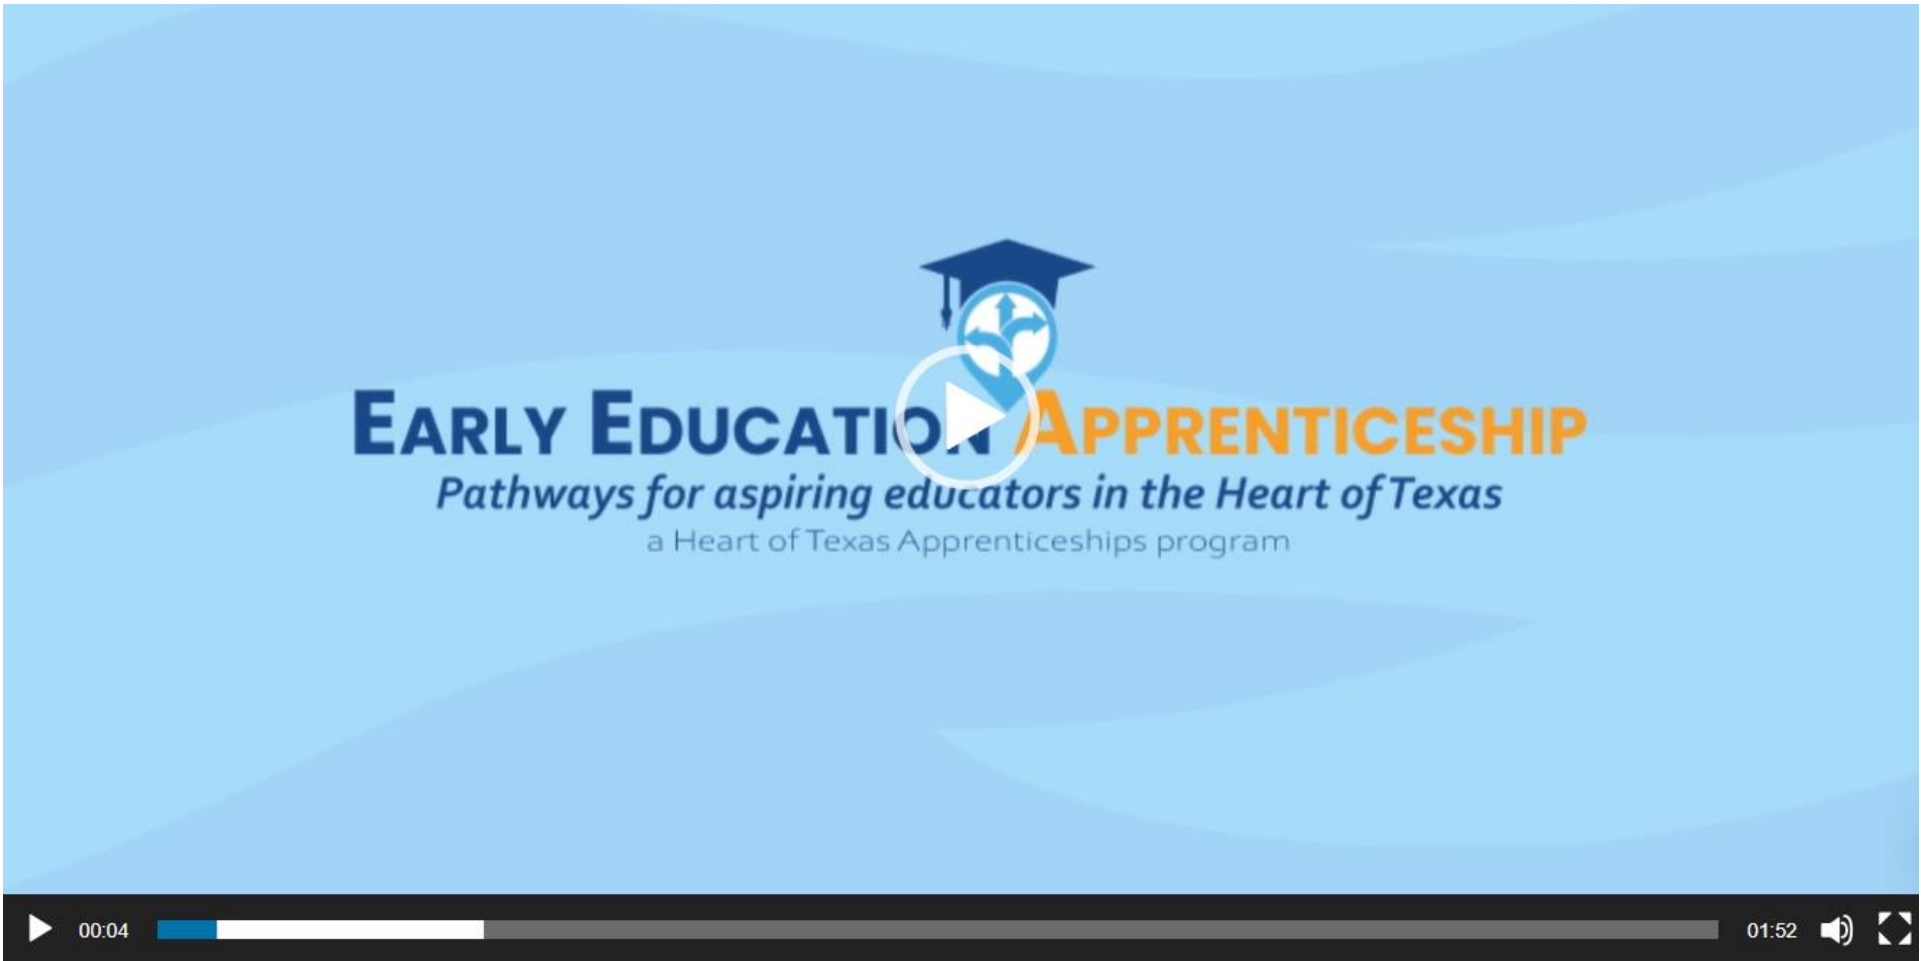 EARLY EDUCATION APPRENTICESHIP
Pathways for aspiring educators in the Heart of Texas
a Heart of Texas Apprenticeships program
00:04 01:52